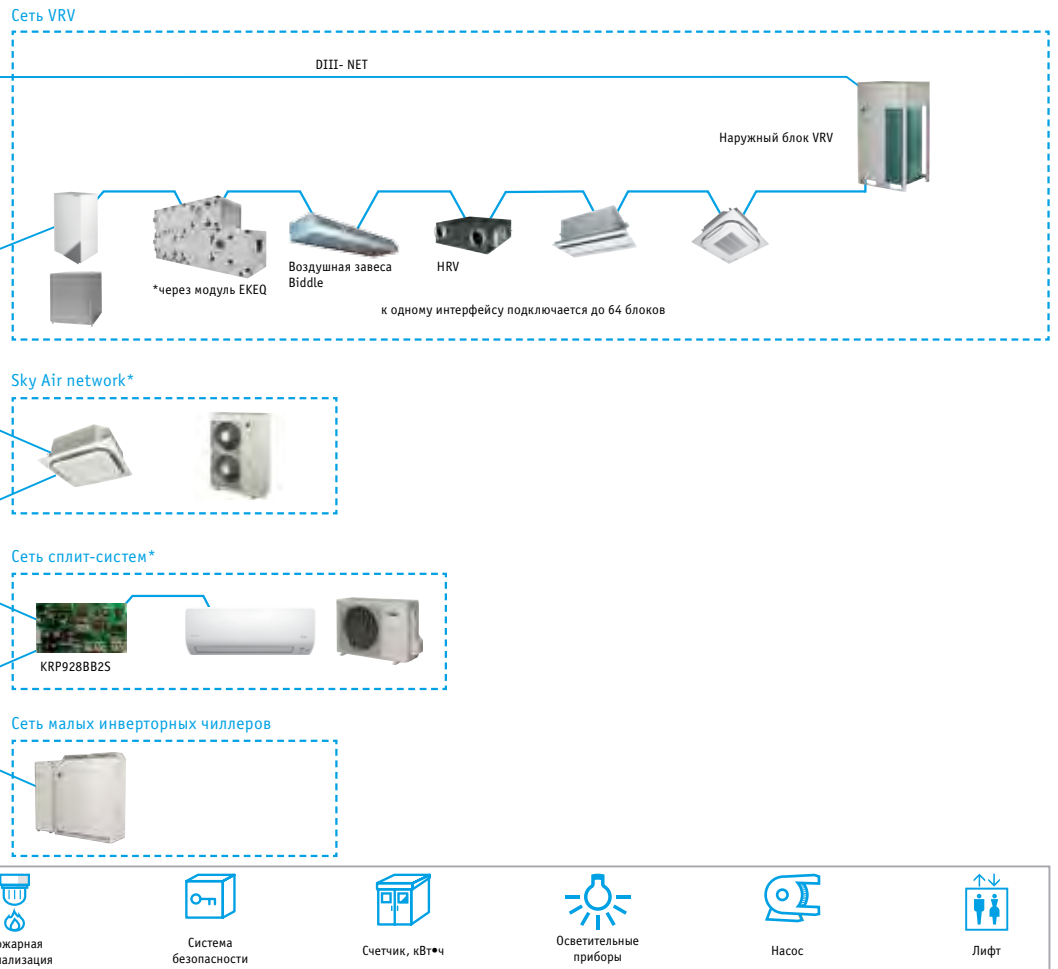 Сеть VRV
DIII- NET
Наружный блок VRV
Воздушная завеса
Biddle
HRV
*через модуль EKEQ
к одному интерфейсу подключается до 64 блоков
Sky Air network*
Сеть сплит-систем*
KRP928BB2S
Сеть малых инверторных чиллеров
Система
безопасности
Счетчик, кВт•ч
Осветительные
приборы
Насос
Лифт